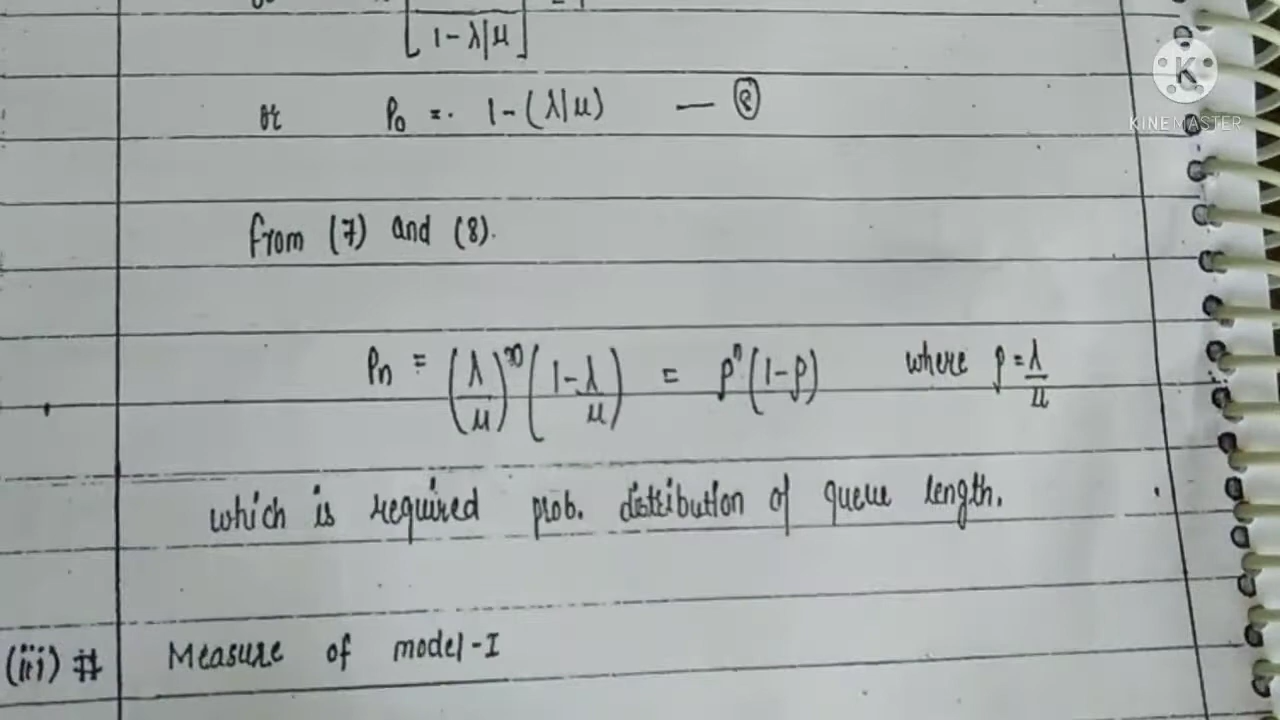 1-λ/μ
K
KINEMASTER
or P₀ = . 1-(λ/μ) — ⑧
from (7) and (8).
Pn = (λ/μ)ⁿ (1-λ/μ) = ρⁿ(1-ρ) where ρ = λ/μ
which is required prob. distribution of queue length.
(iii) # Measure of model-I